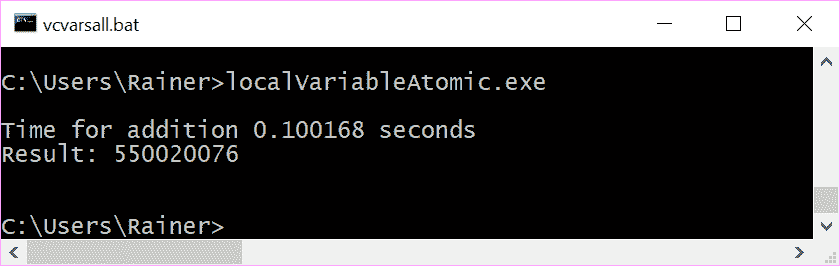 vcvarsall.bat
C:\Users\Rainer>localVariableAtomic.exe
Time for addition 0.100168 seconds
Result: 550020076
C:\Users\Rainer>